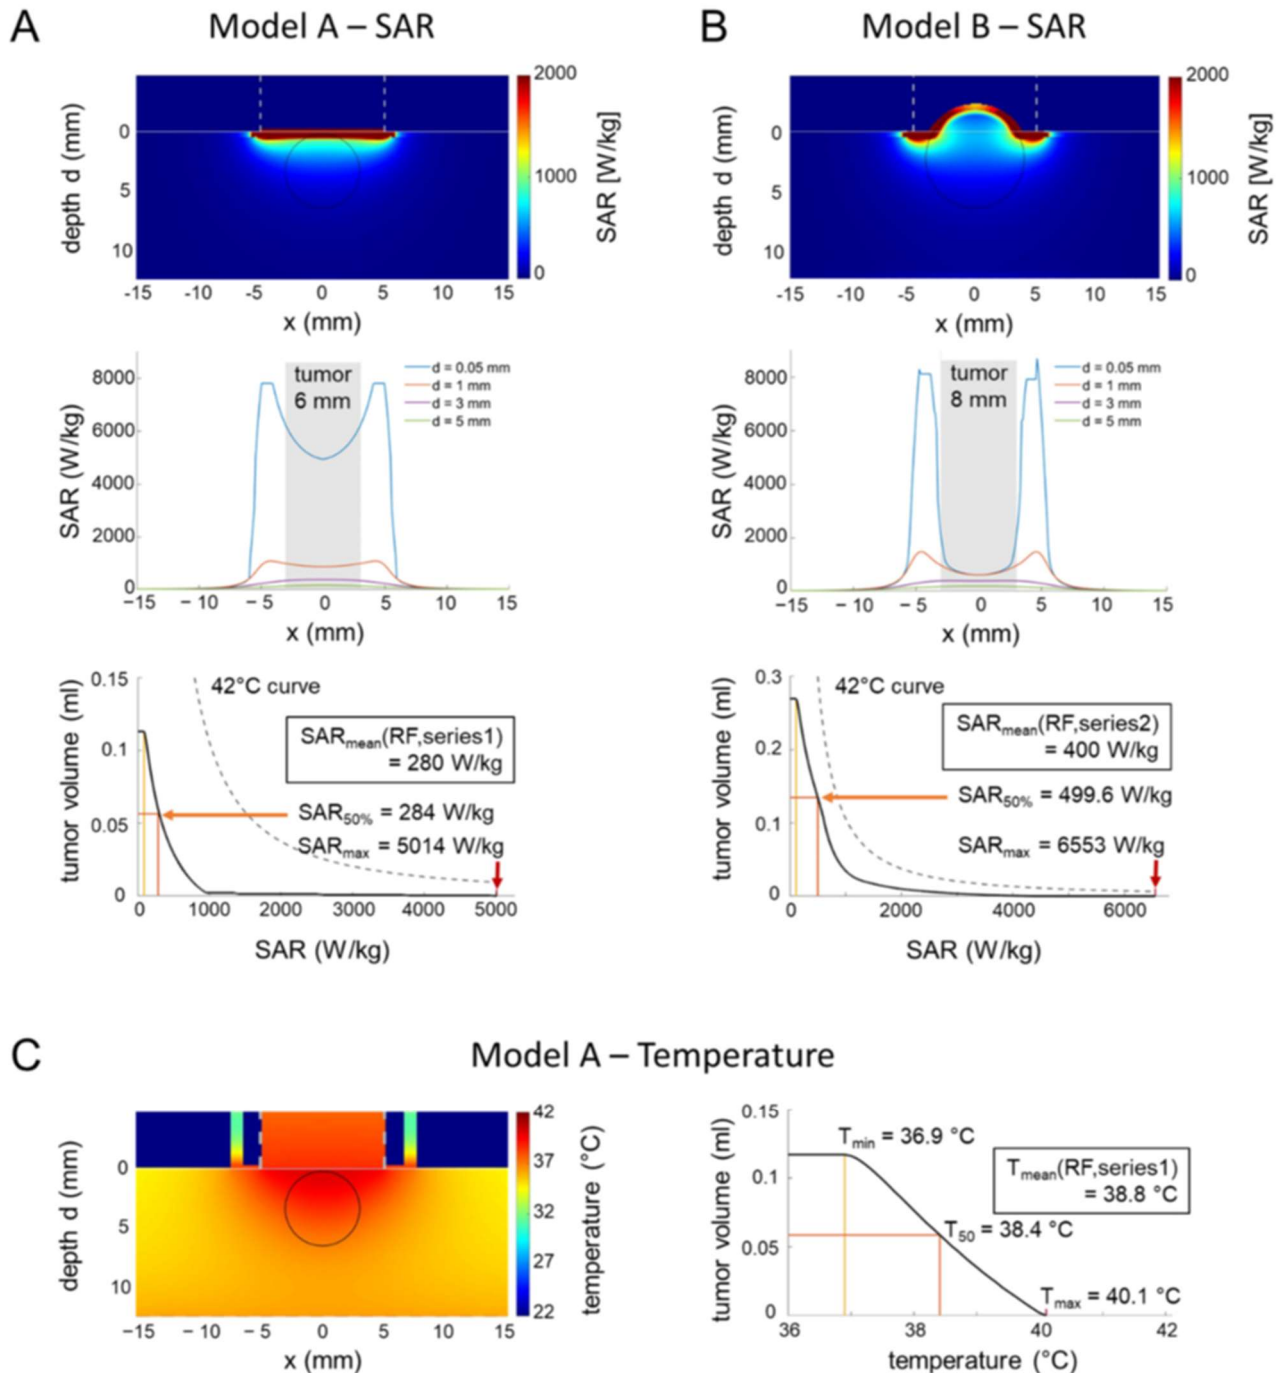 A
Model A – SAR
B
Model B – SAR
depth d (mm)
0
5
10
-15 -10 -5 0 5 10 15
x (mm)
2000
1000
0
SAR [W/kg]
depth d (mm)
0
5
10
-15 -10 -5 0 5 10 15
x (mm)
2000
1000
0
SAR [W/kg]
SAR (W/kg)
8000
6000
4000
2000
0
tumor
6 mm
d = 0.05 mm
d = 1 mm
d = 3 mm
d = 5 mm
−15 − 10 −5 0 5 10 15
x (mm)
SAR (W/kg)
8000
6000
4000
2000
0
tumor
8 mm
d = 0.05 mm
d = 1 mm
d = 3 mm
d = 5 mm
−15 − 10 − 5 0 5 10 15
x (mm)
tumor volume (ml)
0.15
0.1
0.05
0
42°C curve
SARmean(RF,series1)
= 280 W/kg
SAR50% = 284 W/kg
SARmax = 5014 W/kg
0 1000 2000 3000 4000 5000
SAR (W/kg)
tumor volume (ml)
0.3
0.2
0.1
0
42°C curve
SARmean(RF,series2)
= 400 W/kg
SAR50% = 499.6 W/kg
SARmax = 6553 W/kg
0 2000 4000 6000
SAR (W/kg)
C
Model A – Temperature
depth d (mm)
0
5
10
− 15 − 10 − 5 0 5 10 15
x (mm)
42
37
32
27
22
temperature (°C)
tumor volume (ml)
0.15
0.1
0.05
0
Tmin = 36.9 °C
Tmean(RF,series1)
= 38.8 °C
T50 = 38.4 °C
Tmax = 40.1 °C
36 38 40 42
temperature (°C)